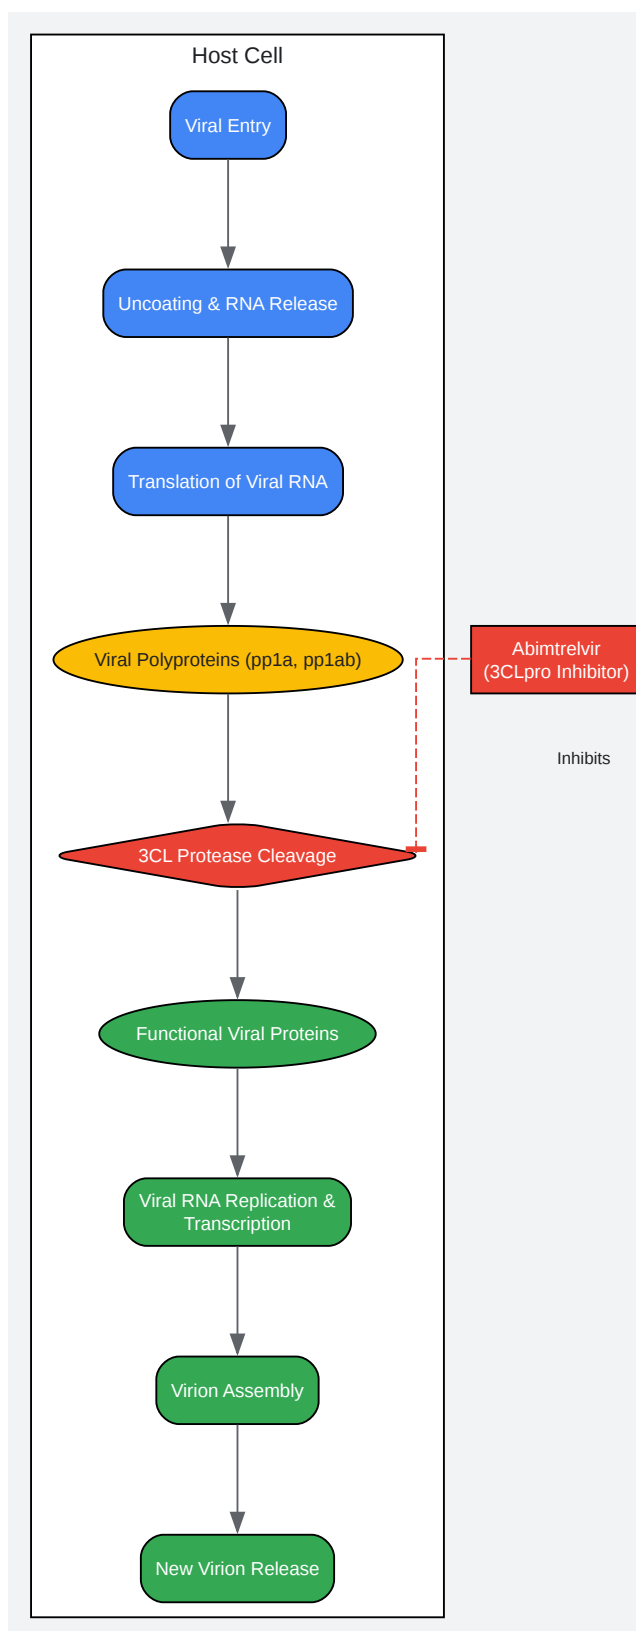 Host Cell
Viral Entry
Uncoating & RNA Release
Translation of Viral RNA
Viral Polyproteins (pp1a, pp1ab)
Abimtrelvir
(3CLpro Inhibitor)
Inhibits
3CL Protease Cleavage
Functional Viral Proteins
Viral RNA Replication &
Transcription
Virion Assembly
New Virion Release